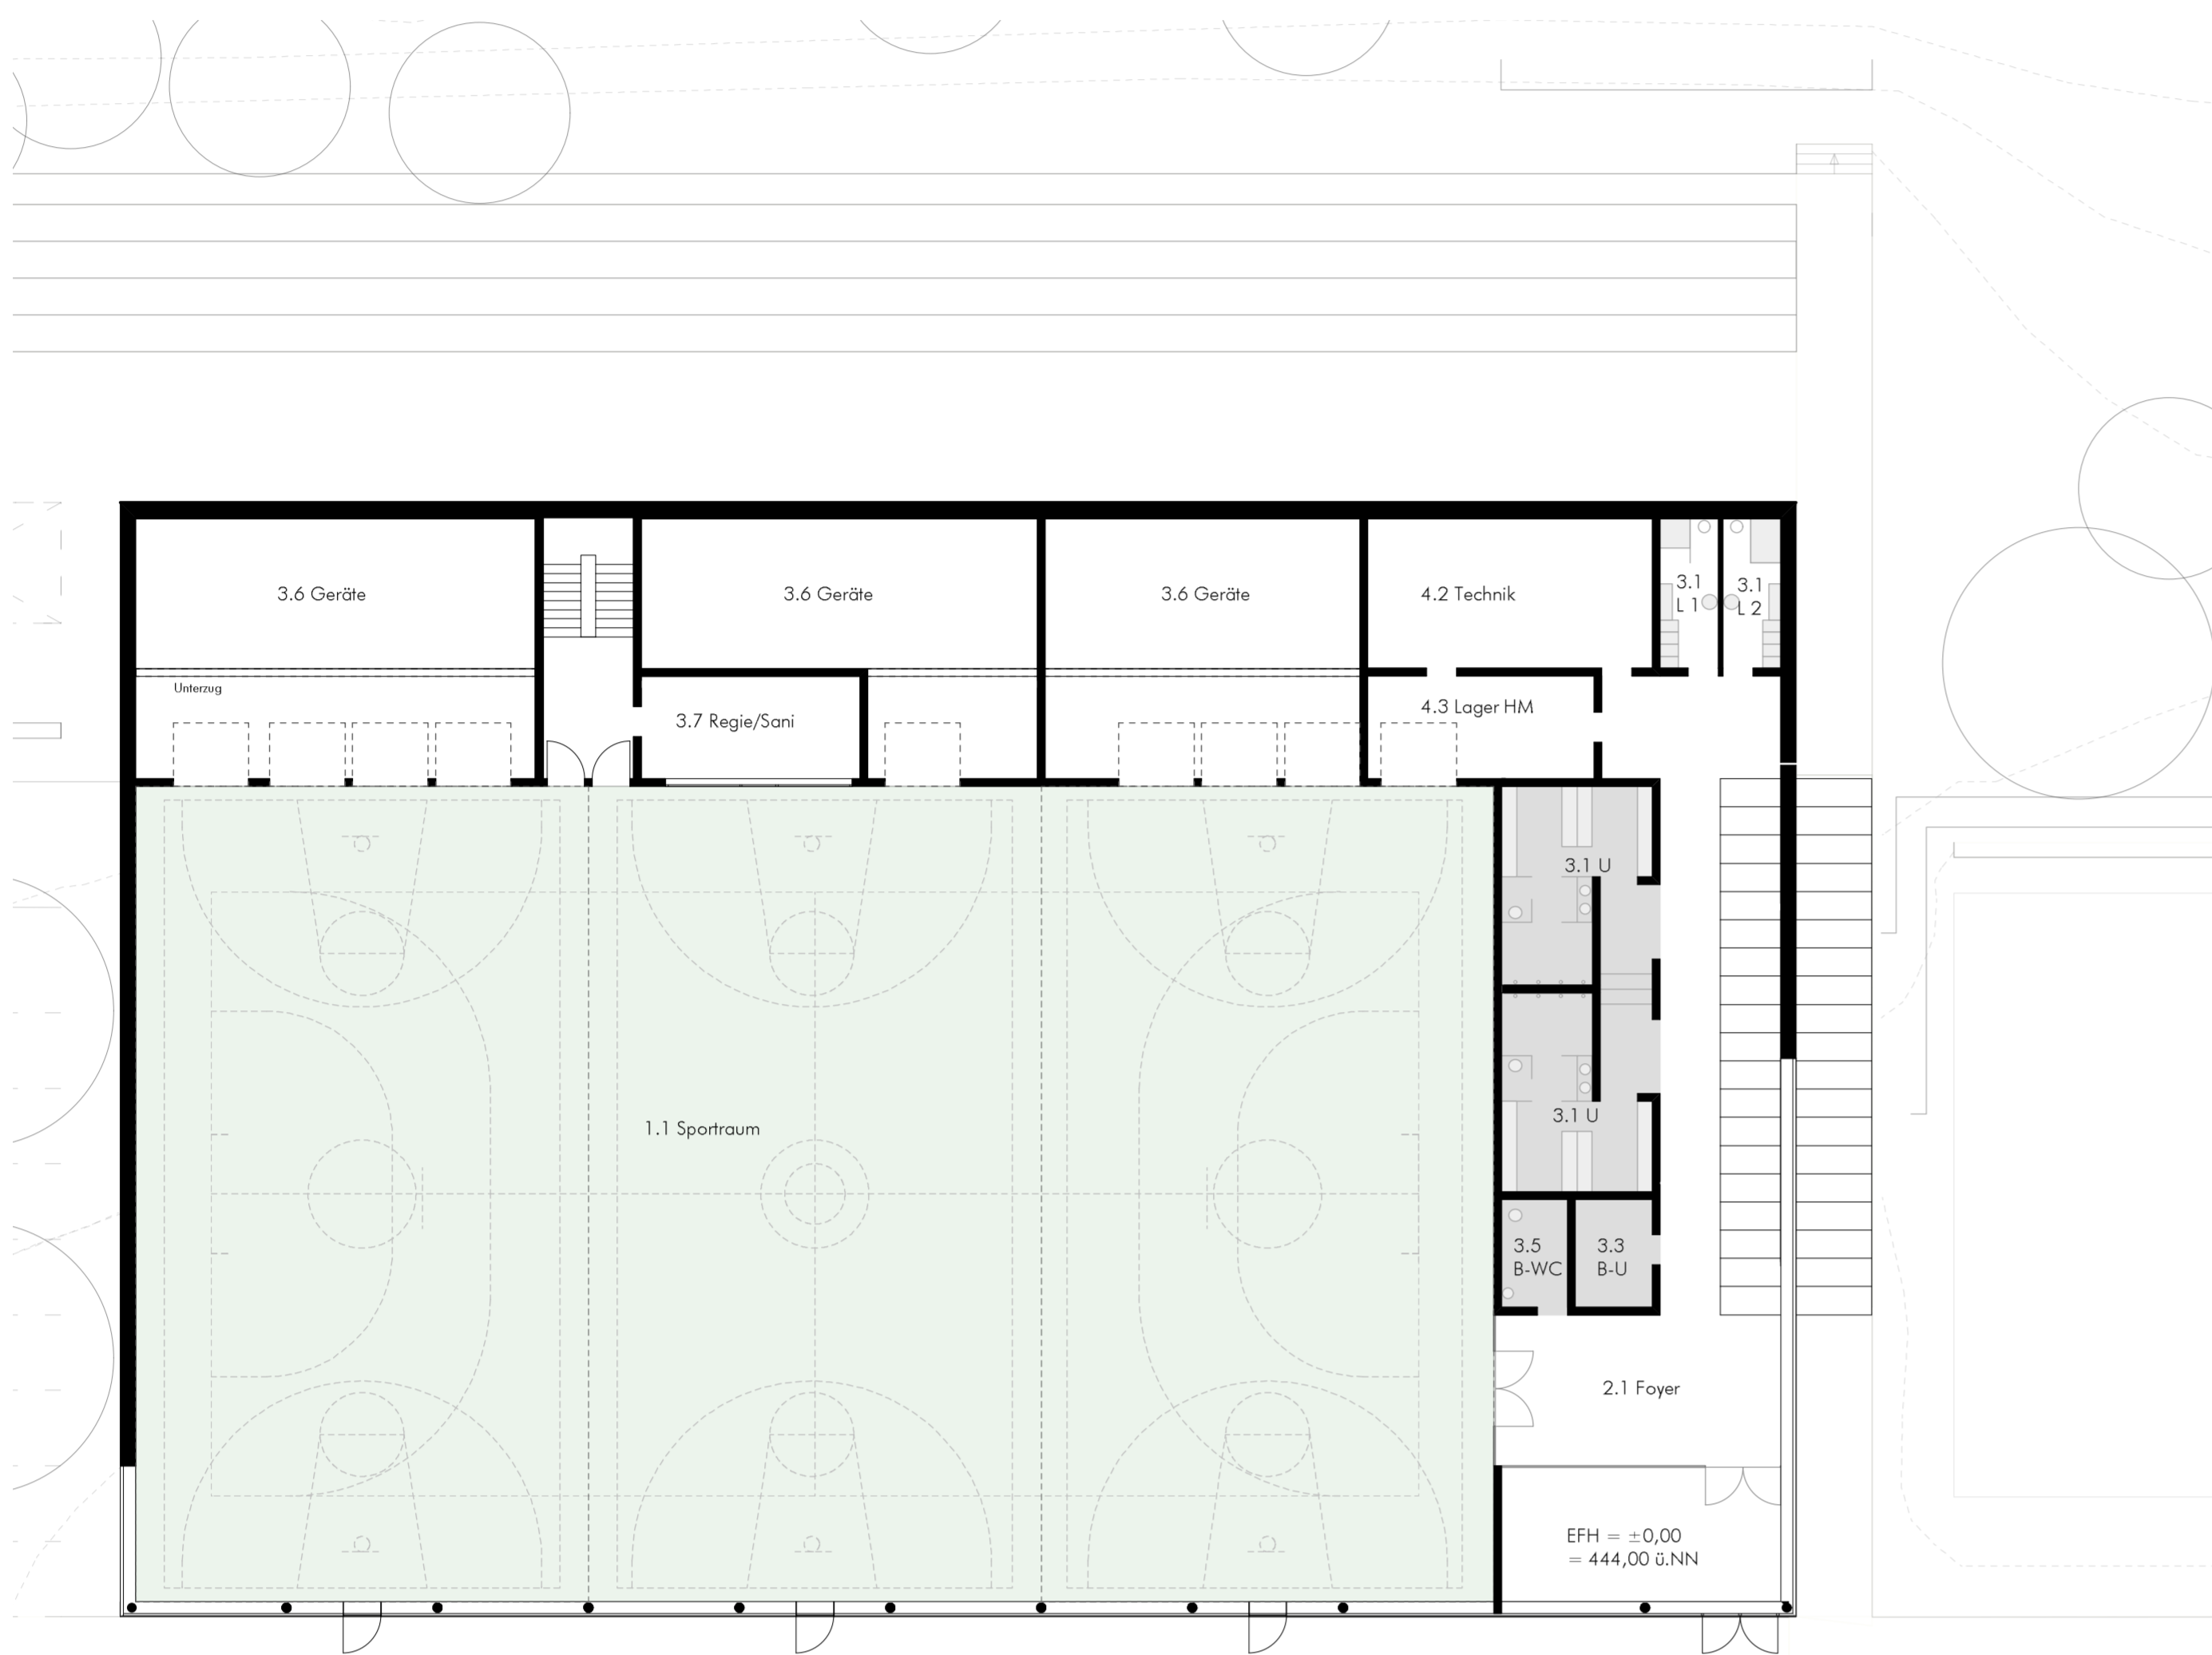 3.6 Geräte
3.6 Geräte
3.6 Geräte
4.2 Technik
3.1
L 1
3.1
L 2
Unterzug
3.7 Regie/Sani
4.3 Lager HM
3.1 U
1.1 Sportraum
3.1 U
3.5
B-WC
3.3
B-U
2.1 Foyer
EFH = ±0,00
= 444,00 ü.NN